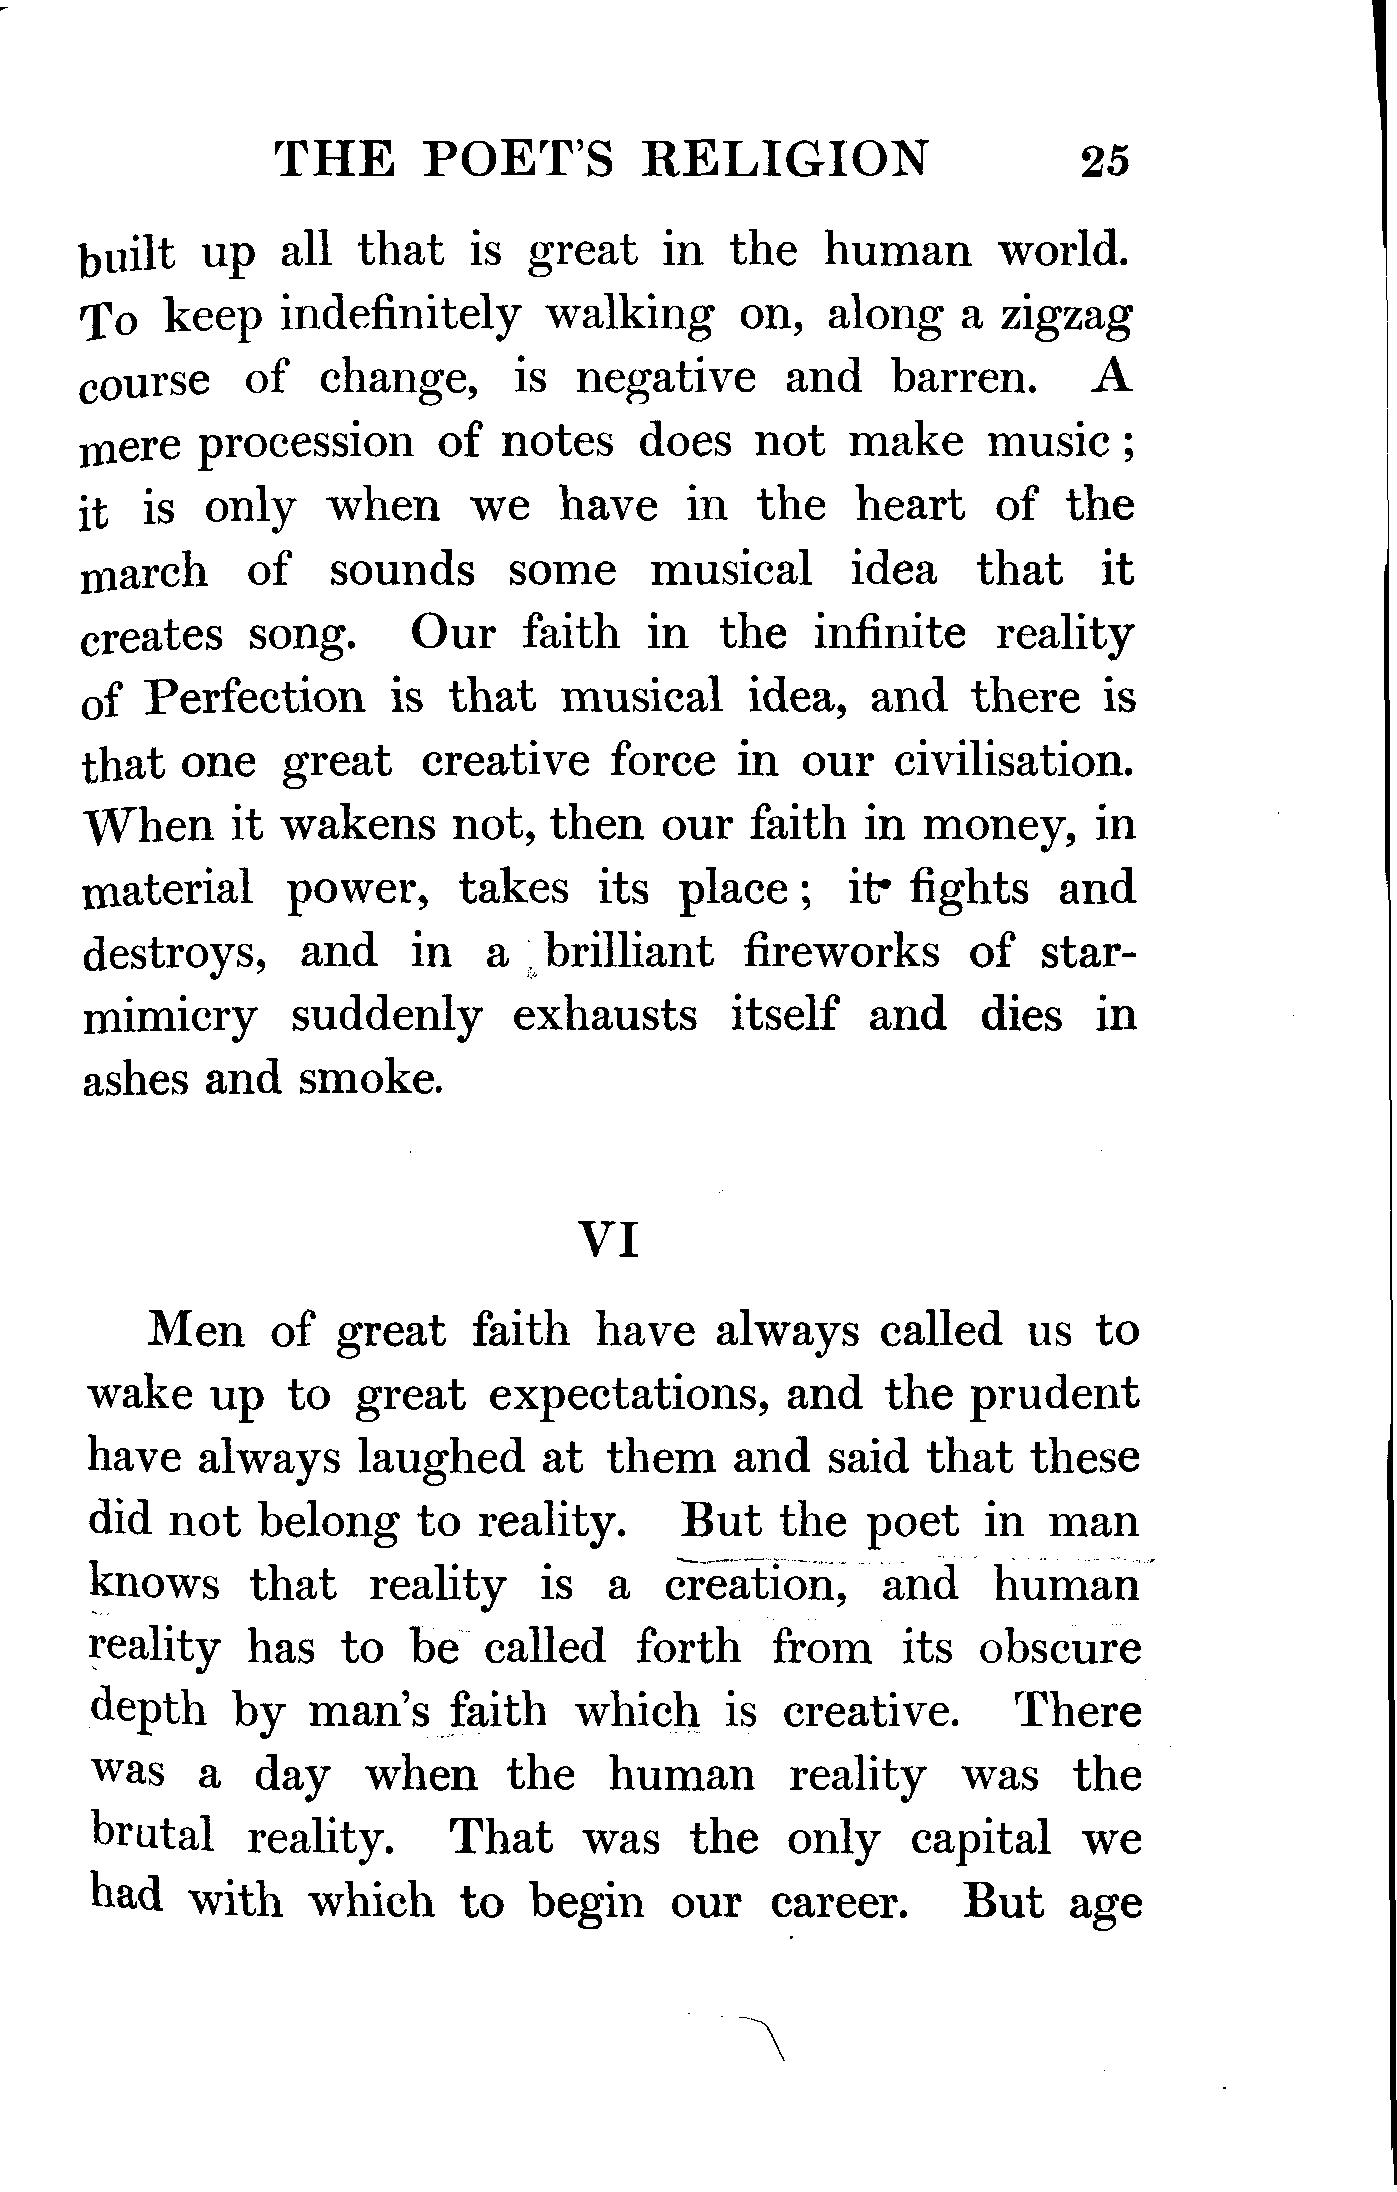 THE POET'S RELIGION 25
built up all that is great in the human world.
To keep indefinitely walking on, along a zigzag
course of change, is negative and barren. A
mere procession of notes does not make music ;
it is only when we have in the heart of the
march of sounds some musical idea that it
creates song. Our faith in the infinite reality
of Perfection is that musical idea, and there is
that one great creative force in our civilisation.
When it wakens not, then our faith in money, in
material power, takes its place ; it fights and
destroys, and in a brilliant fireworks of star-
mimicry suddenly exhausts itself and dies in
ashes and smoke.
VI
Men of great faith have always called us to
wake up to great expectations, and the prudent
have always laughed at them and said that these
did not belong to reality. But the poet in man
knows that reality is a creation, and human
reality has to be called forth from its obscure
depth by man's faith which is creative. There
was a day when the human reality was the
brutal reality. That was the only capital we
had with which to begin our career. But age